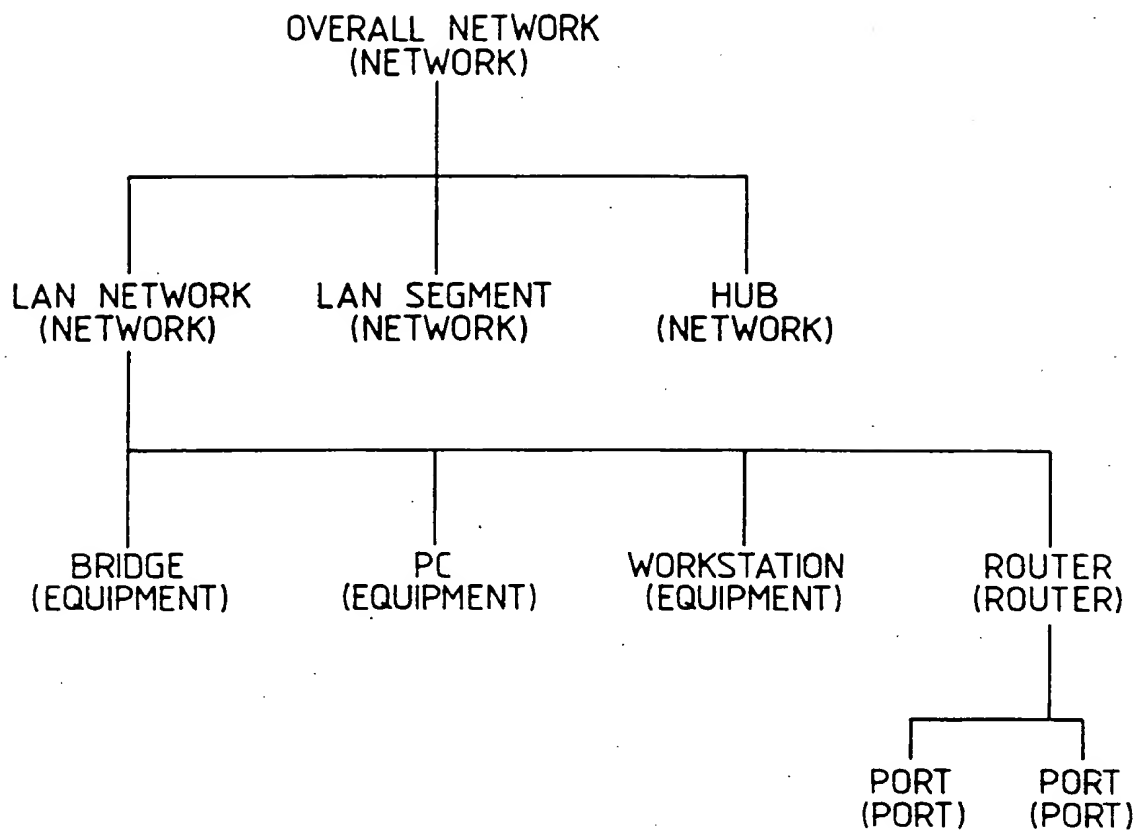 OVERALL NETWORK
(NETWORK)
LAN NETWORK
(NETWORK)
LAN SEGMENT
(NETWORK)
HUB
(NETWORK)
BRIDGE
(EQUIPMENT)
PC
(EQUIPMENT)
WORKSTATION
(EQUIPMENT)
ROUTER
(ROUTER)
PORT
(PORT)
PORT
(PORT)